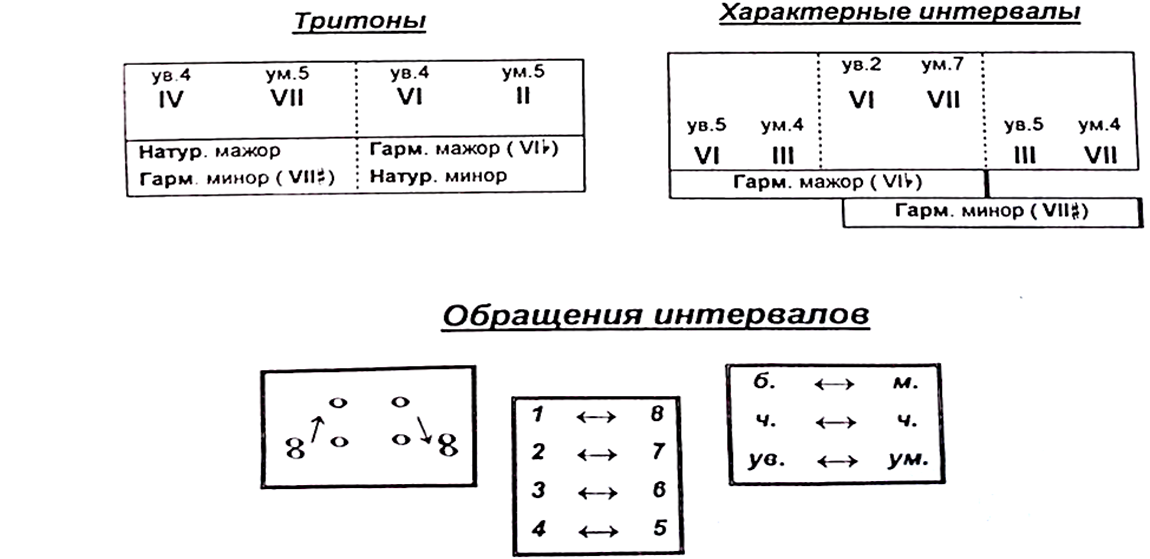 Тритоны
ув.4 ум.5 ув.4 ум.5
IV VII VI II
Натур. мажор Гарм. мажор ( VI♭)
Гарм. минор ( VII♯) Натур. минор
Характерные интервалы
ув.2 ум.7
VI VII
ув.5 ум.4 ув.5 ум.4
VI III III VII
Гарм. мажор ( VI♭)
Гарм. минор ( VII♯)
Обращения интервалов
8 8
1 ↔ 8
2 ↔ 7
3 ↔ 6
4 ↔ 5
б. ↔ м.
ч. ↔ ч.
ув. ↔ ум.